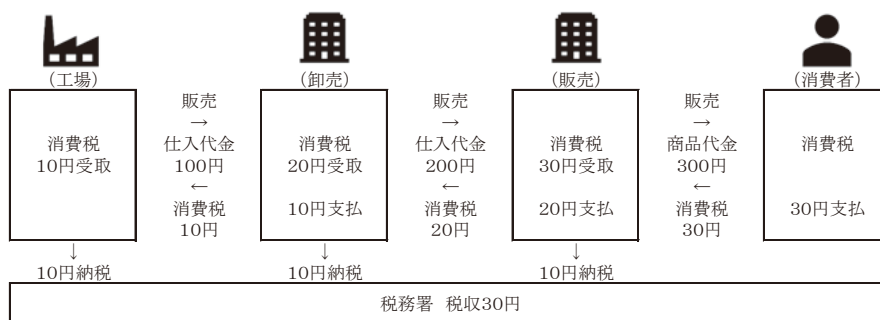 (工場)
(卸売)
(販売)
(消費者)
消費税
10円受取
販売
→
仕入代金
100円
←
消費税
10円
消費税
20円受取
10円支払
販売
→
仕入代金
200円
←
消費税
20円
消費税
30円受取
20円支払
販売
→
商品代金
300円
←
消費税
30円
消費税
30円支払
↓
10円納税
↓
10円納税
↓
10円納税
税務署 税収30円